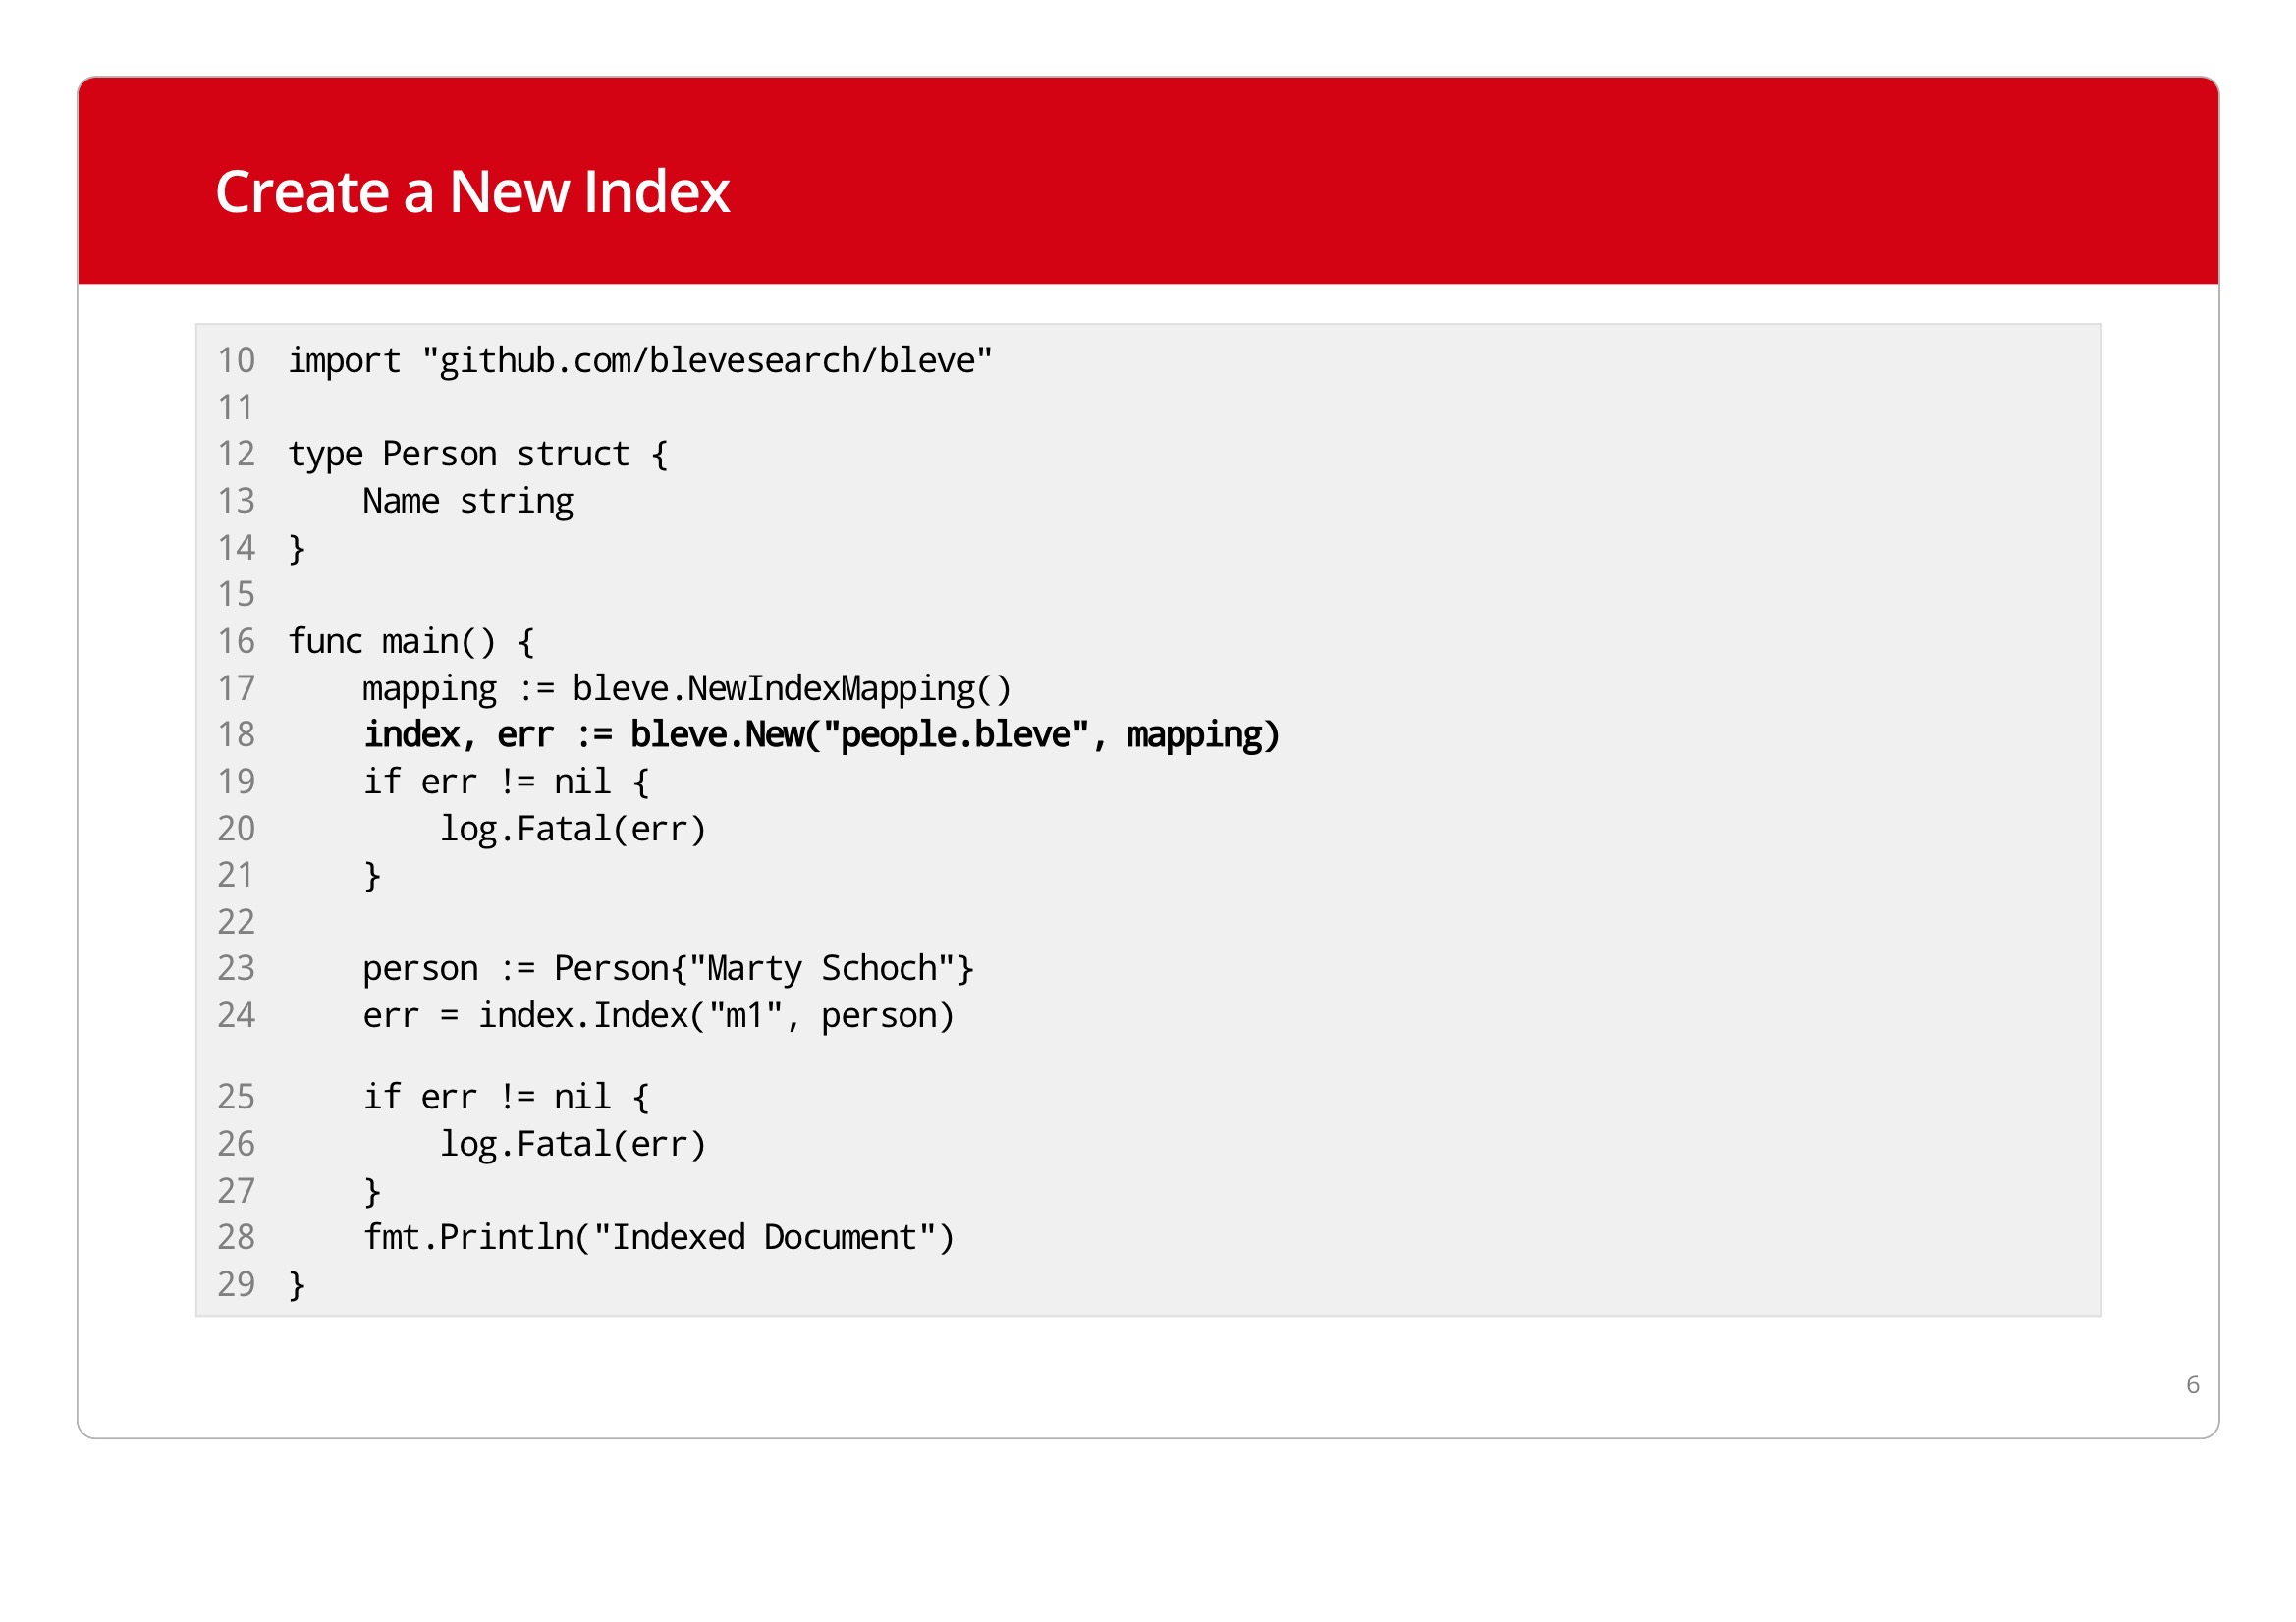 Create a New Index
10 import "github.com/blevesearch/bleve"
11
12 type Person struct {
13     Name string
14 }
15
16 func main() {
17     mapping := bleve.NewIndexMapping()
18     index, err := bleve.New("people.bleve", mapping)
19     if err != nil {
20         log.Fatal(err)
21     }
22
23     person := Person{"Marty Schoch"}
24     err = index.Index("m1", person)
25     if err != nil {
26         log.Fatal(err)
27     }
28     fmt.Println("Indexed Document")
29 }
6